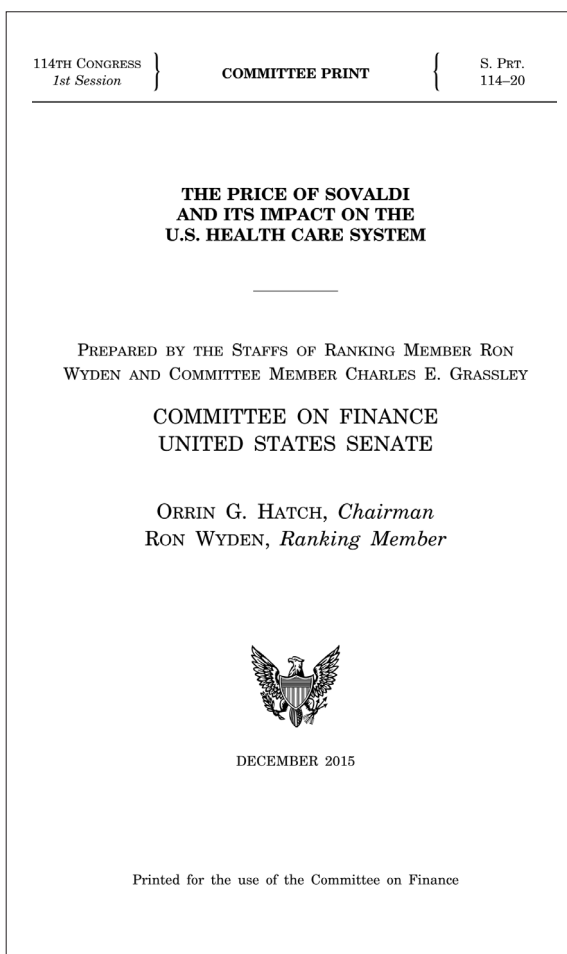 114TH CONGRESS
1st Session
COMMITTEE PRINT
S. PRT.
114–20
THE PRICE OF SOVALDI
AND ITS IMPACT ON THE
U.S. HEALTH CARE SYSTEM
PREPARED BY THE STAFFS OF RANKING MEMBER RON
WYDEN AND COMMITTEE MEMBER CHARLES E. GRASSLEY
COMMITTEE ON FINANCE
UNITED STATES SENATE
ORRIN G. HATCH, Chairman
RON WYDEN, Ranking Member
DECEMBER 2015
Printed for the use of the Committee on Finance